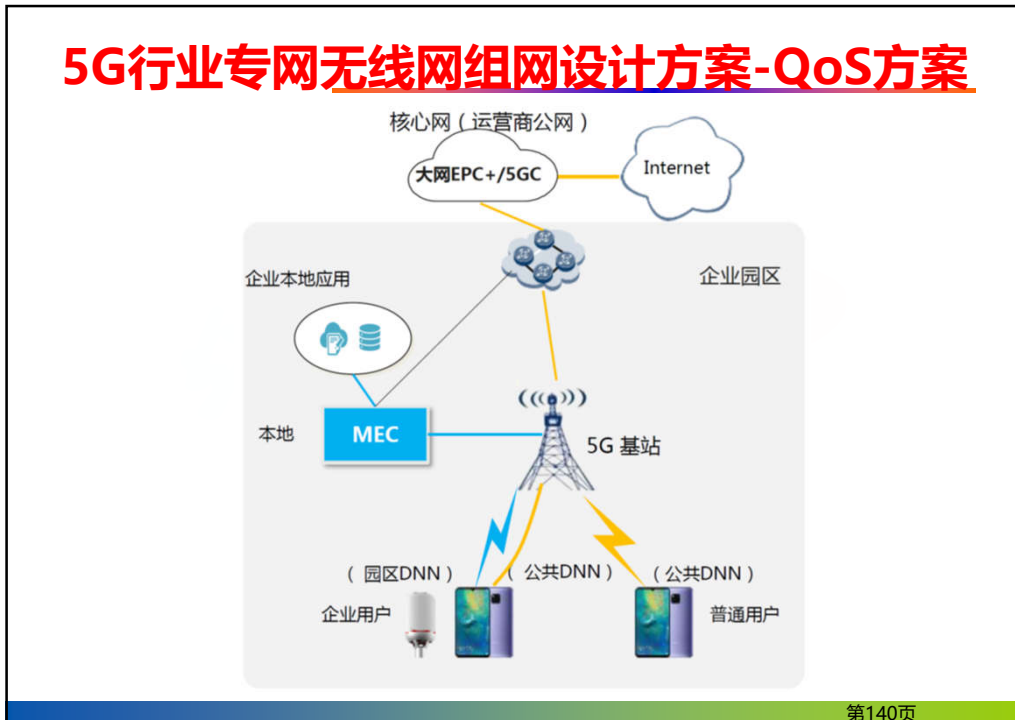 5G行业专网无线网组网设计方案-QoS方案
核心网（运营商公网）
大网EPC+/5GC
Internet
企业本地应用
企业园区
本地
MEC
5G 基站
（ 园区DNN ）
（ 公共DNN ）
（公共DNN ）
企业用户
普通用户
第140页